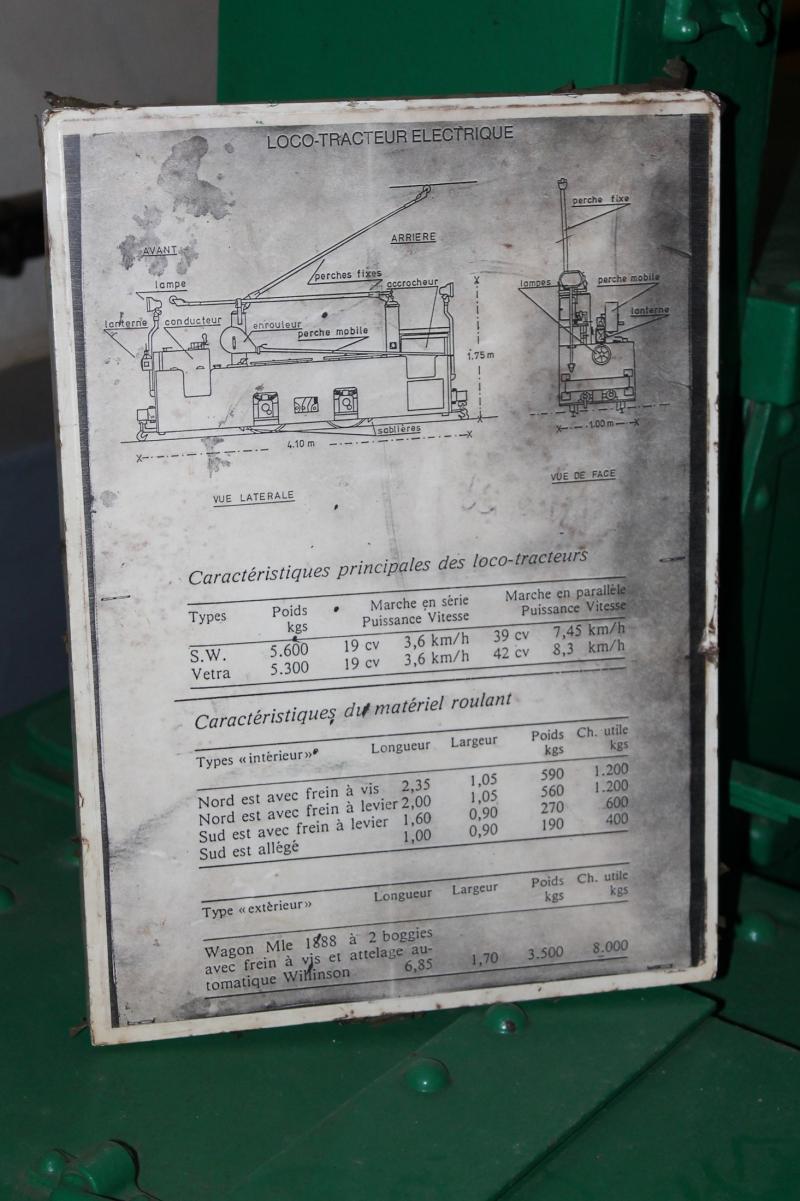 LOCO-TRACTEUR ELECTRIQUE
perche fixe
AVANT
ARRIERE
lampe
perches fixes
accrocheur
lampes
perche mobile
lanterne
conducteur
enrouleur
perche mobile
lanterne
1.75 m
sablières
4.10 m
1.00 m
VUE LATERALE
VUE DE FACE
Caractéristiques principales des loco-tracteurs
Types Poids Marche en série Marche en parallèle
kgs Puissance Vitesse Puissance Vitesse
S.W. 5.600 19 cv 3,6 km/h 39 cv 7,45 km/h
Vetra 5.300 19 cv 3,6 km/h 42 cv 8,3 km/h
Caractéristiques du matériel roulant
Types «intérieur» Longueur Largeur Poids Ch. utile
kgs kgs
Nord est avec frein à vis 2,35 1,05 590 1.200
Nord est avec frein à levier 2,00 1,05 560 1.200
Sud est avec frein à levier 1,60 0,90 270 600
Sud est allégé 1,00 0,90 190 400
Type «extérieur» Longueur Largeur Poids Ch. utile
kgs kgs
Wagon Mle 1888 à 2 boggies
avec frein à vis et attelage au-
tomatique Willinson 6,85 1,70 3.500 8.000